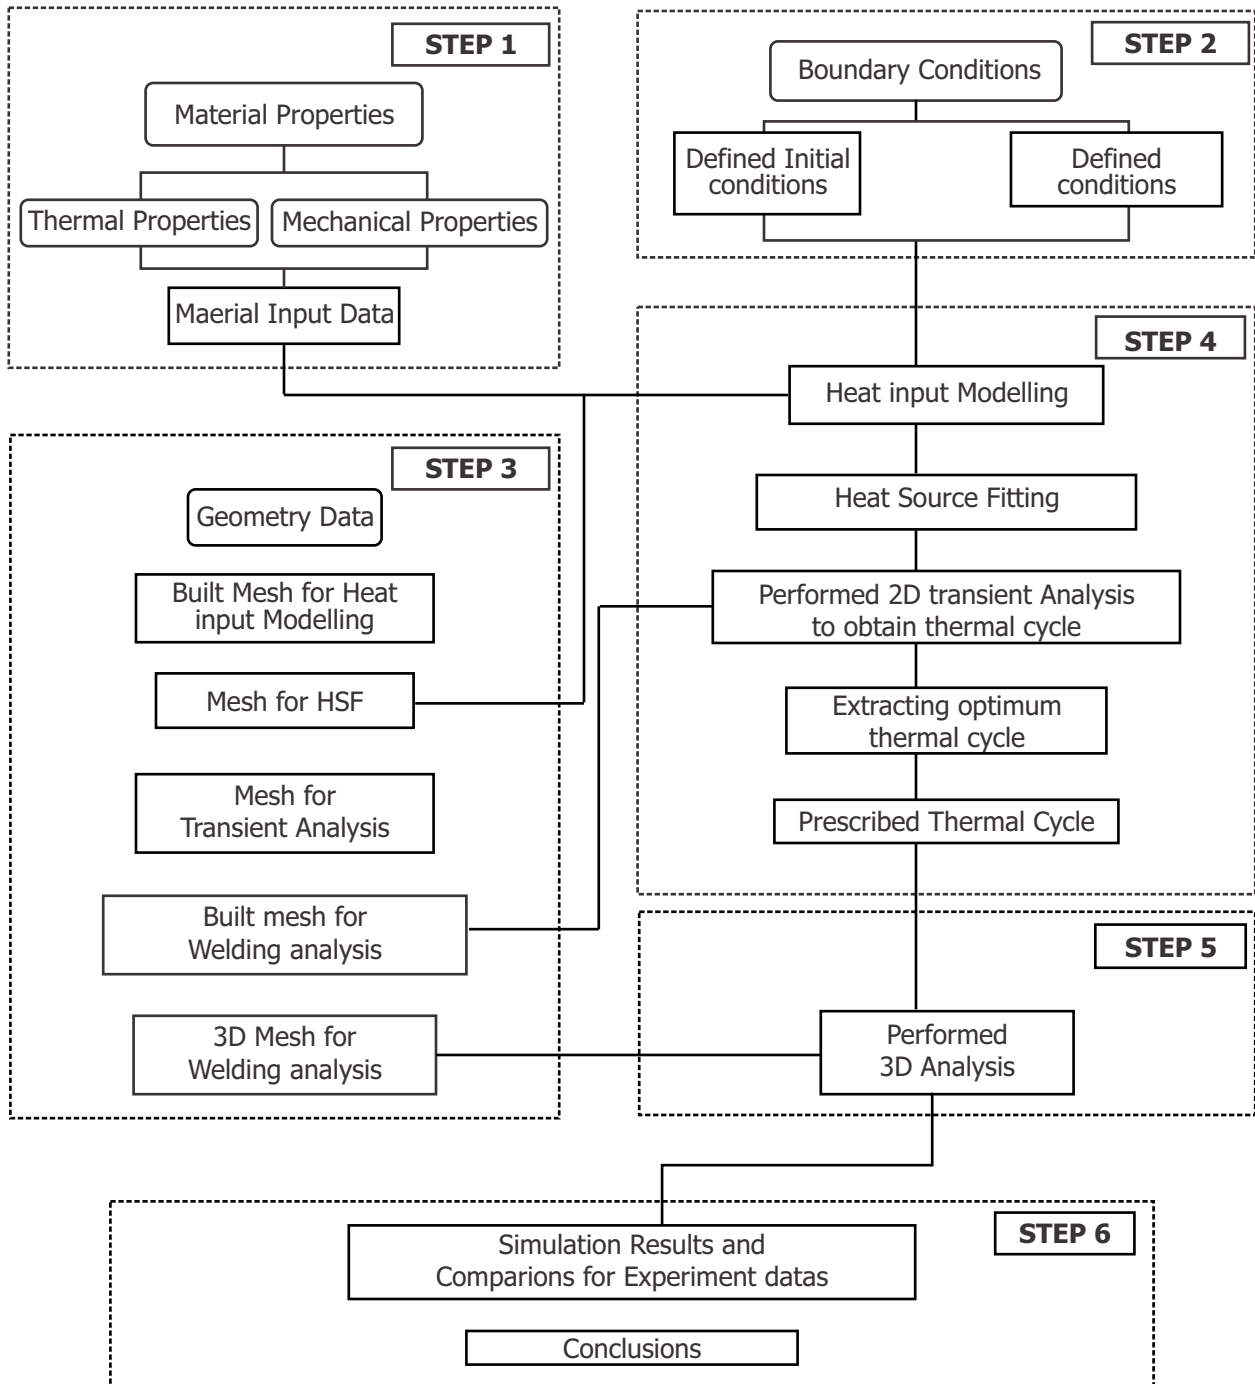 STEP 1
Material Properties
Thermal Properties
Mechanical Properties
Maerial Input Data
STEP 2
Boundary Conditions
Defined Initial
conditions
Defined
conditions
STEP 3
Geometry Data
Built Mesh for Heat
input Modelling
Mesh for HSF
Mesh for
Transient Analysis
Built mesh for
Welding analysis
3D Mesh for
Welding analysis
STEP 4
Heat input Modelling
Heat Source Fitting
Performed 2D transient Analysis
to obtain thermal cycle
Extracting optimum
thermal cycle
Prescribed Thermal Cycle
STEP 5
Performed
3D Analysis
STEP 6
Simulation Results and
Comparions for Experiment datas
Conclusions